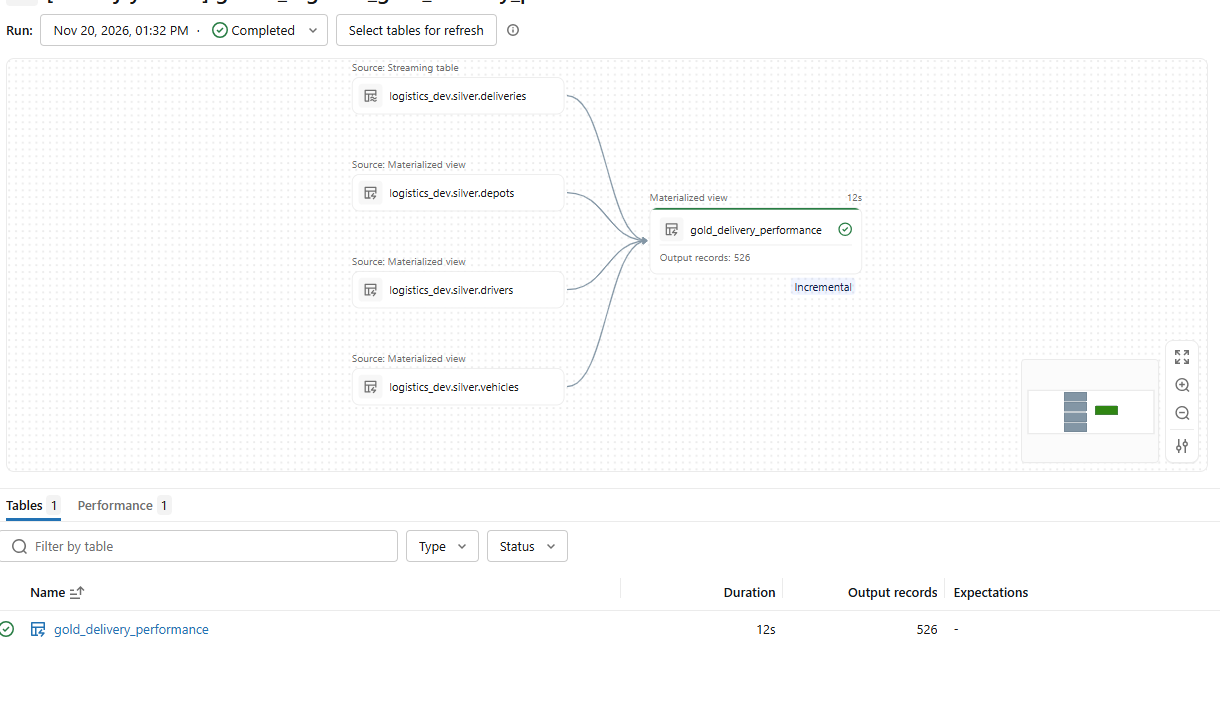 Run: Nov 20, 2026, 01:32 PM · Completed Select tables for refresh
Source: Streaming table
logistics_dev.silver.deliveries
Source: Materialized view
logistics_dev.silver.depots
Materialized view 12s
gold_delivery_performance
Output records: 526
Incremental
Source: Materialized view
logistics_dev.silver.drivers
Source: Materialized view
logistics_dev.silver.vehicles
Tables 1 Performance 1
Filter by table Type Status
Name Duration Output records Expectations
gold_delivery_performance 12s 526 -